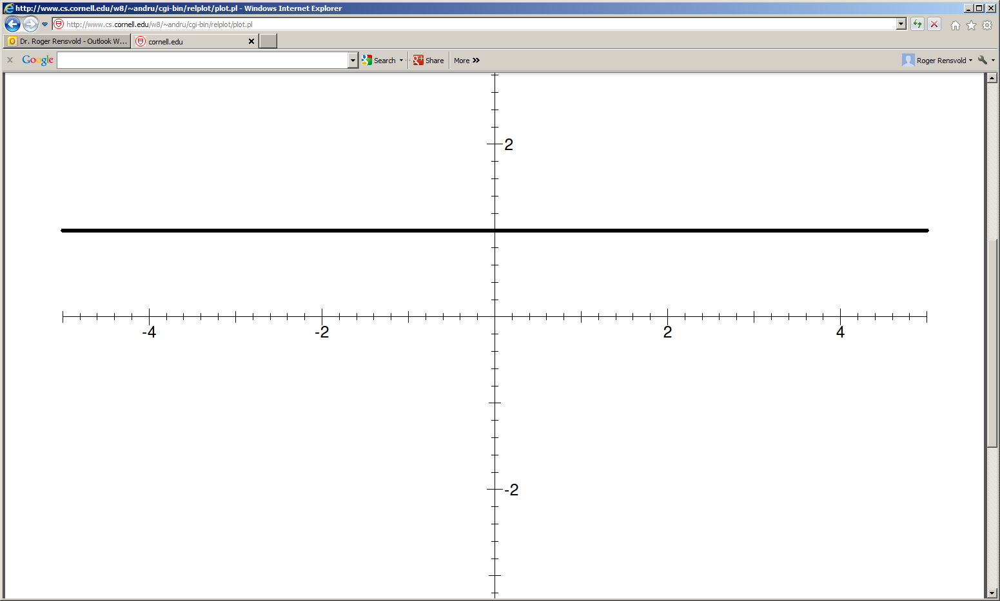 http://www.cs.cornell.edu/w8/~andru/cgi-bin/relplot/plot.pl - Windows Internet Explorer
http://www.cs.cornell.edu/w8/~andru/cgi-bin/relplot/plot.pl
Dr. Roger Rensvold - Outlook W... cornell.edu
x Google Search Share More Roger Rensvold
2
-4 -2 2 4
-2